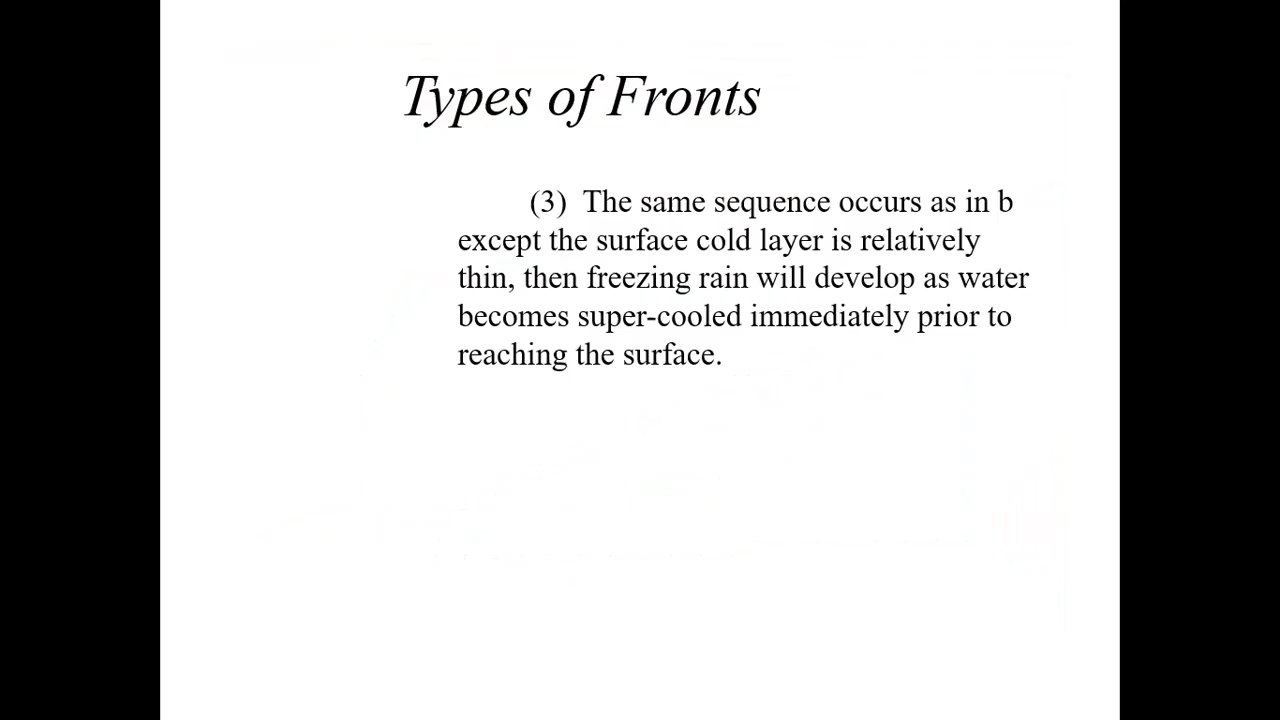 Types of Fronts
(3) The same sequence occurs as in b
except the surface cold layer is relatively
thin, then freezing rain will develop as water
becomes super-cooled immediately prior to
reaching the surface.